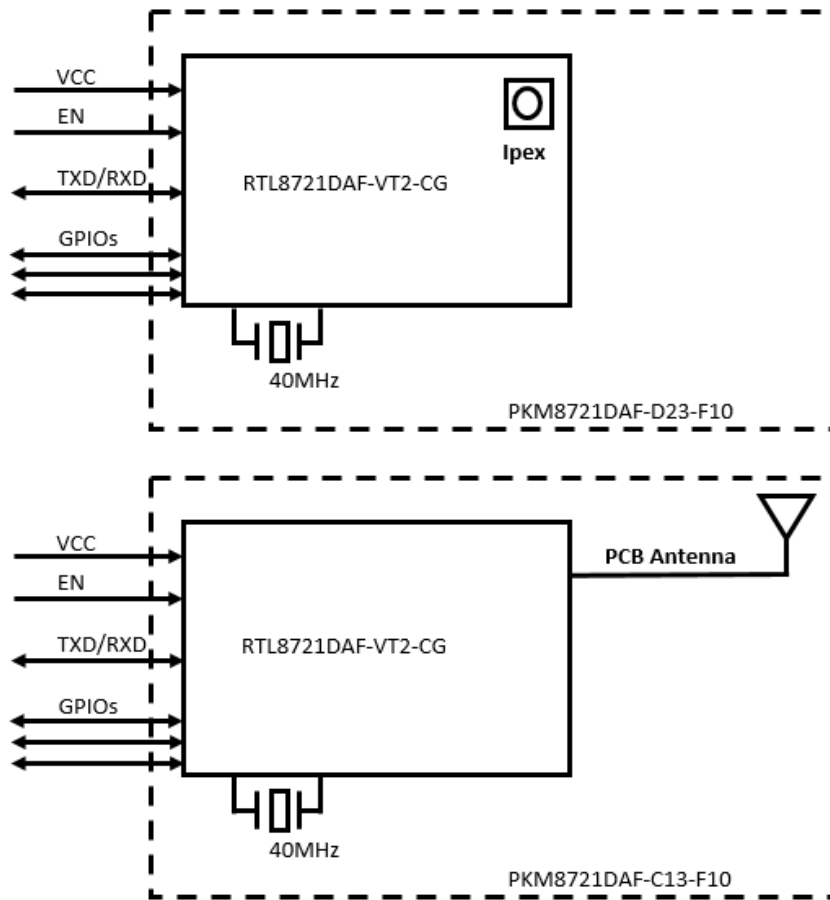 VCC
EN
Ipex
TXD/RXD
RTL8721DAF-VT2-CG
GPIOs
40MHz
PKM8721DAF-D23-F10
VCC
PCB Antenna
EN
TXD/RXD
RTL8721DAF-VT2-CG
GPIOs
40MHz
PKM8721DAF-C13-F10